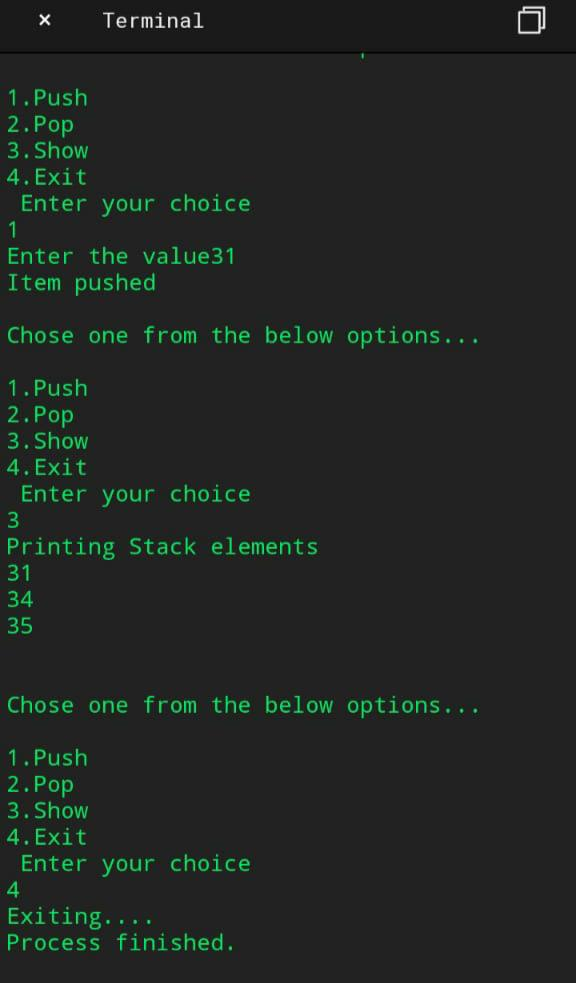 × Terminal
1.Push
2.Pop
3.Show
4.Exit
Enter your choice
1
Enter the value31
Item pushed
Chose one from the below options...
1.Push
2.Pop
3.Show
4.Exit
Enter your choice
3
Printing Stack elements
31
34
35
Chose one from the below options...
1.Push
2.Pop
3.Show
4.Exit
Enter your choice
4
Exiting....
Process finished.